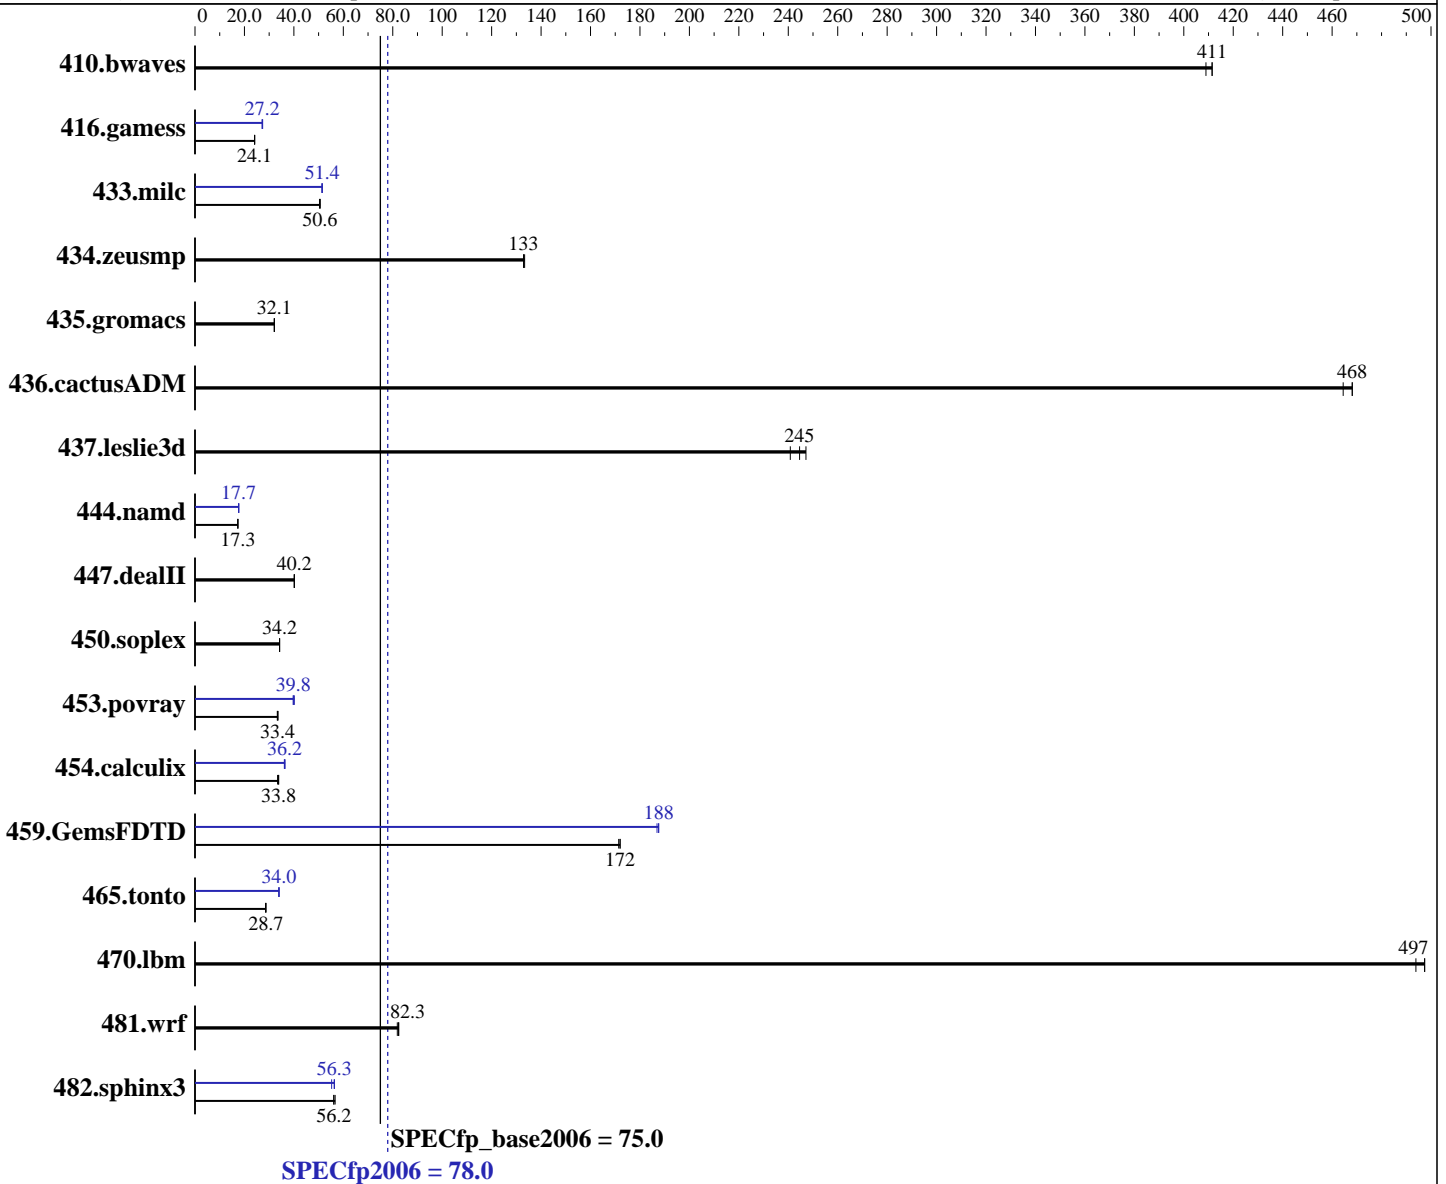 0 20.0 40.0 60.0 80.0 100 120 140 160 180 200 220 240 260 280 300 320 340 360 380 400 420 440 460 500
410.bwaves 411
27.2
416.gamess
24.1
51.4
433.milc
50.6
434.zeusmp 133
435.gromacs 32.1
436.cactusADM 468
437.leslie3d 245
17.7
444.namd
17.3
447.dealII 40.2
450.soplex 34.2
39.8
453.povray
33.4
36.2
454.calculix
33.8
188
459.GemsFDTD
172
34.0
465.tonto
28.7
470.lbm 497
481.wrf 82.3
56.3
482.sphinx3
56.2
SPECfp_base2006 = 75.0
SPECfp2006 = 78.0